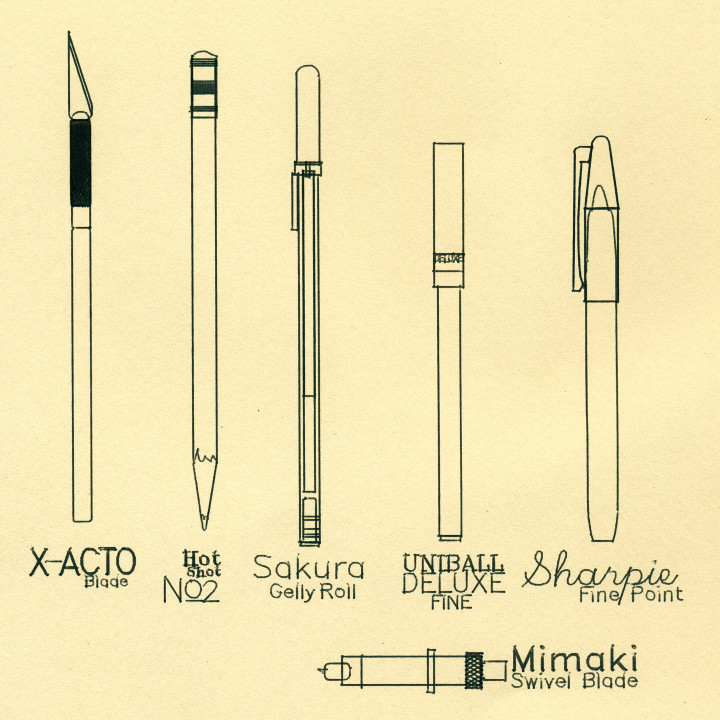 DELUXE
X-ACTO
Blade
Hot
Shot
No2
Sakura
Gelly Roll
UNIBALL
DELUXE
FINE
Sharpie
Fine Point
Mimaki
Swivel Blade